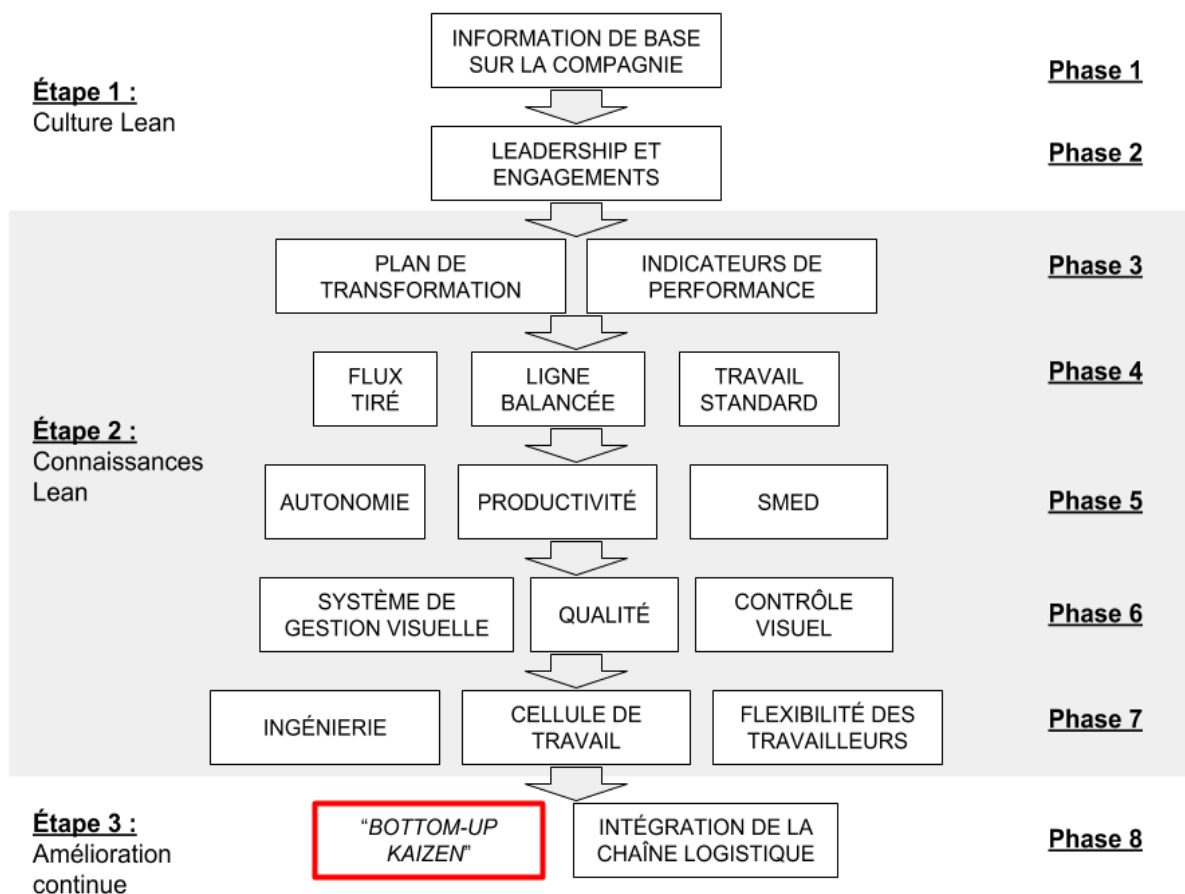 INFORMATION DE BASE
SUR LA COMPAGNIE
Phase 1
Étape 1 :
Culture Lean
LEADERSHIP ET
ENGAGEMENTS
Phase 2
PLAN DE
TRANSFORMATION
INDICATEURS DE
PERFORMANCE
Phase 3
FLUX
TIRÉ
LIGNE
BALANCÉE
TRAVAIL
STANDARD
Phase 4
Étape 2 :
Connaissances
Lean
AUTONOMIE
PRODUCTIVITÉ
SMED
Phase 5
SYSTÈME DE
GESTION VISUELLE
QUALITÉ
CONTRÔLE
VISUEL
Phase 6
INGÉNIERIE
CELLULE DE
TRAVAIL
FLEXIBILITÉ DES
TRAVAILLEURS
Phase 7
Étape 3 :
Amélioration
continue
“BOTTOM-UP
KAIZEN”
INTÉGRATION DE LA
CHAÎNE LOGISTIQUE
Phase 8